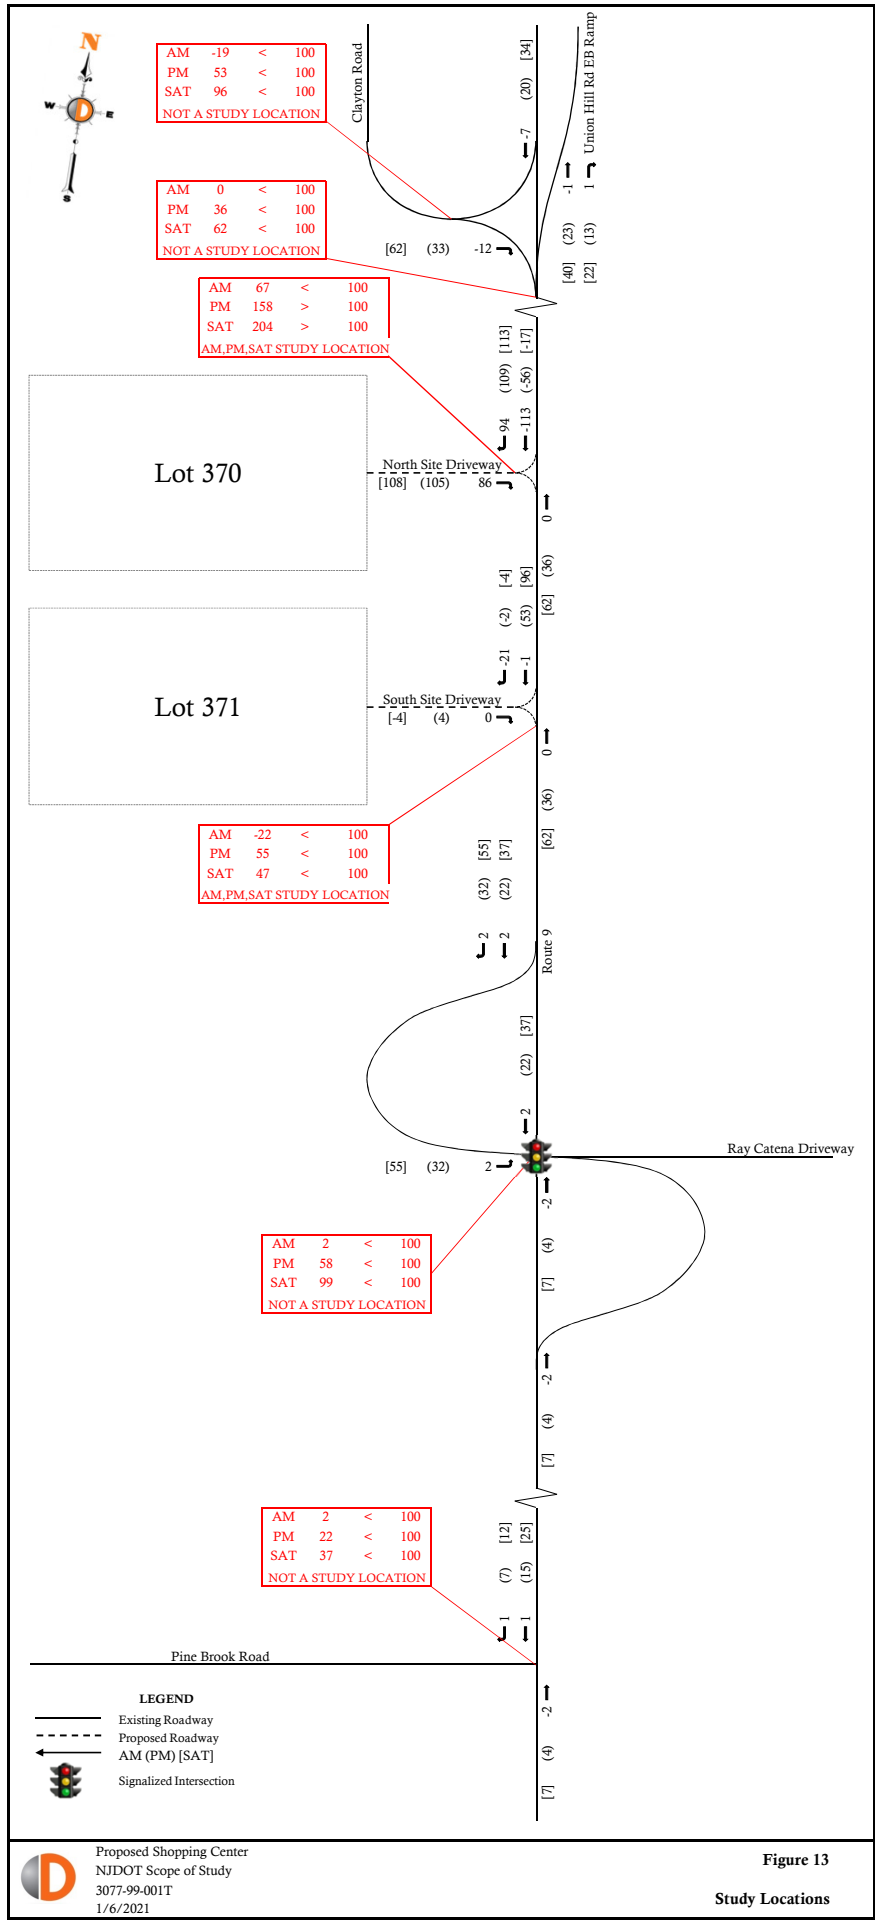 N
W
E
S
AM -19 < 100
PM 53 < 100
SAT 96 < 100
NOT A STUDY LOCATION
Clayton Road
[34]
(20)
-7
Union Hill Rd EB Ramp
-1 1
(23) (13)
[40] [22]
AM 0 < 100
PM 36 < 100
SAT 62 < 100
NOT A STUDY LOCATION
[62] (33) -12
AM 67 < 100
PM 158 > 100
SAT 204 > 100
AM,PM,SAT STUDY LOCATION
[113] [-17]
(109) (-56)
94 -113
Lot 370
North Site Driveway
[108] (105) 86
0
(36)
[62]
[-4] [96]
(-2) (53)
-21 -1
Lot 371
South Site Driveway
[-4] (4) 0
0
(36)
[62]
AM -22 < 100
PM 55 < 100
SAT 47 < 100
AM,PM,SAT STUDY LOCATION
[55] [37]
(32) (22)
2 2
Route 9
[37]
(22)
2
Ray Catena Driveway
[55] (32) 2
-2
(4)
[7]
AM 2 < 100
PM 58 < 100
SAT 99 < 100
NOT A STUDY LOCATION
-2
(4)
[7]
AM 2 < 100
PM 22 < 100
SAT 37 < 100
NOT A STUDY LOCATION
[12] [25]
(7) (15)
1 1
Pine Brook Road
-2
(4)
[7]
LEGEND
Existing Roadway
Proposed Roadway
AM (PM) [SAT]
Signalized Intersection
Proposed Shopping Center
NJDOT Scope of Study
3077-99-001T
1/6/2021
Figure 13
Study Locations